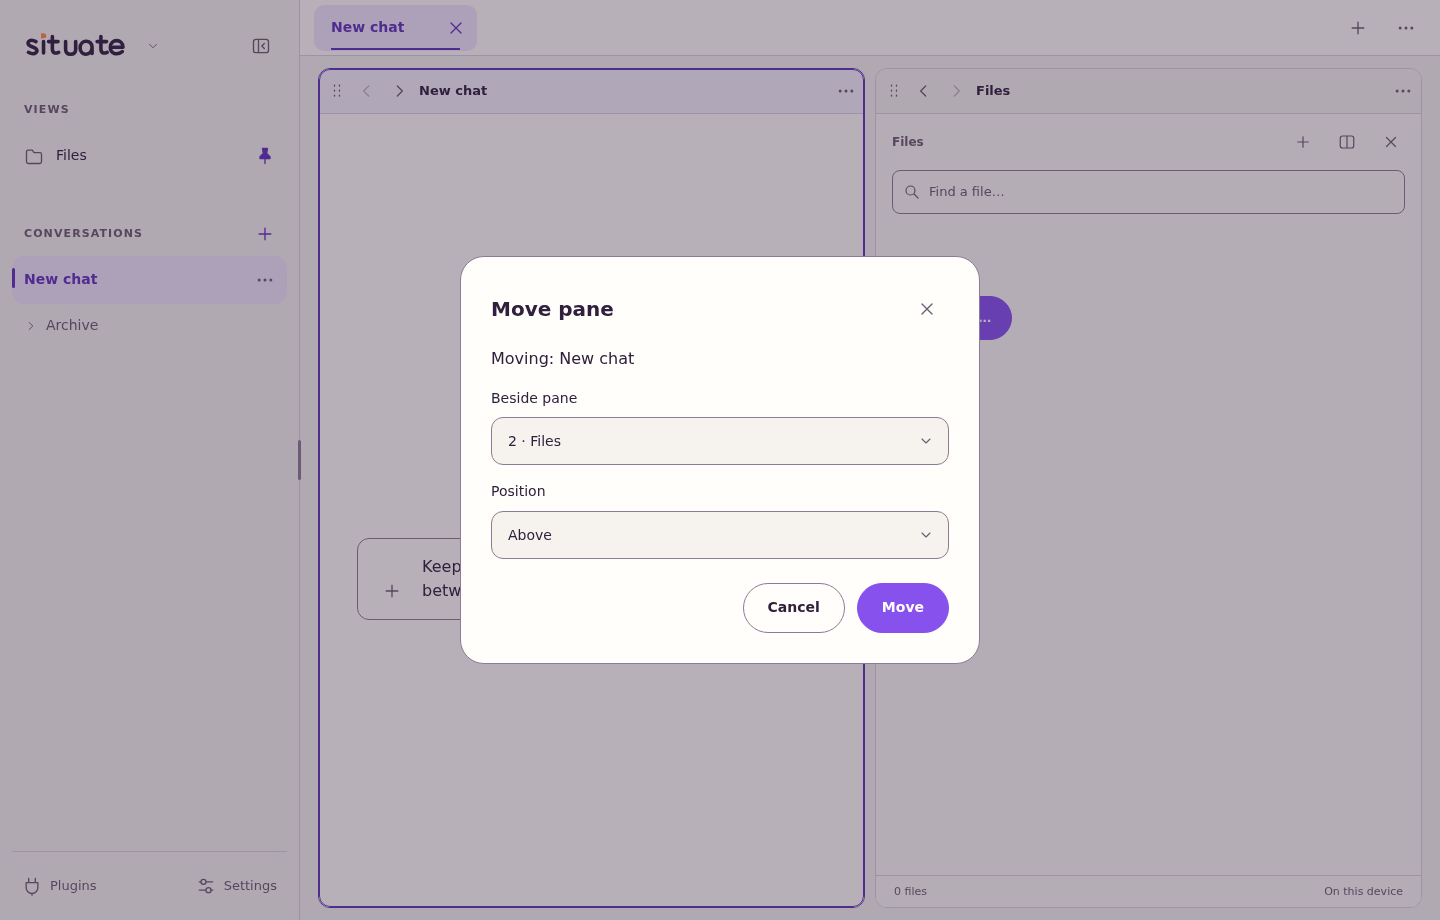 situate
VIEWS
Files
CONVERSATIONS
New chat
Archive
Plugins
Settings
New chat
New chat
Files
Files
Find a file...
...
Keep
betw
Move pane
Moving: New chat
Beside pane
2 · Files
Position
Above
Cancel
Move
0 files
On this device